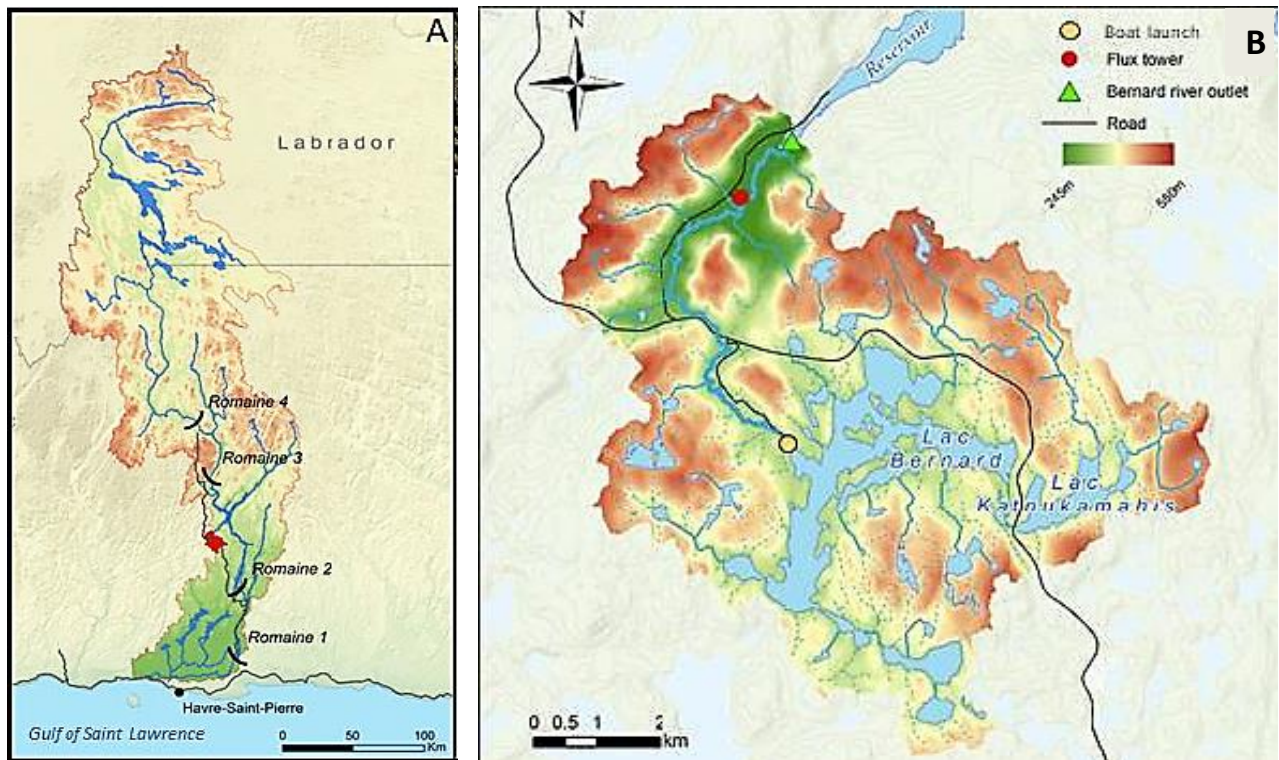 A
Labrador
Romaine 4
Romaine 3
Romaine 2
Romaine 1
Havre-Saint-Pierre
Gulf of Saint Lawrence
0 50 100
Km
N
B
Reservoir
Boat launch
Flux tower
Bernard river outlet
Road
245m
550m
Lac
Bernard
Lac
Katnukamahis
0 0.5 1 2
km